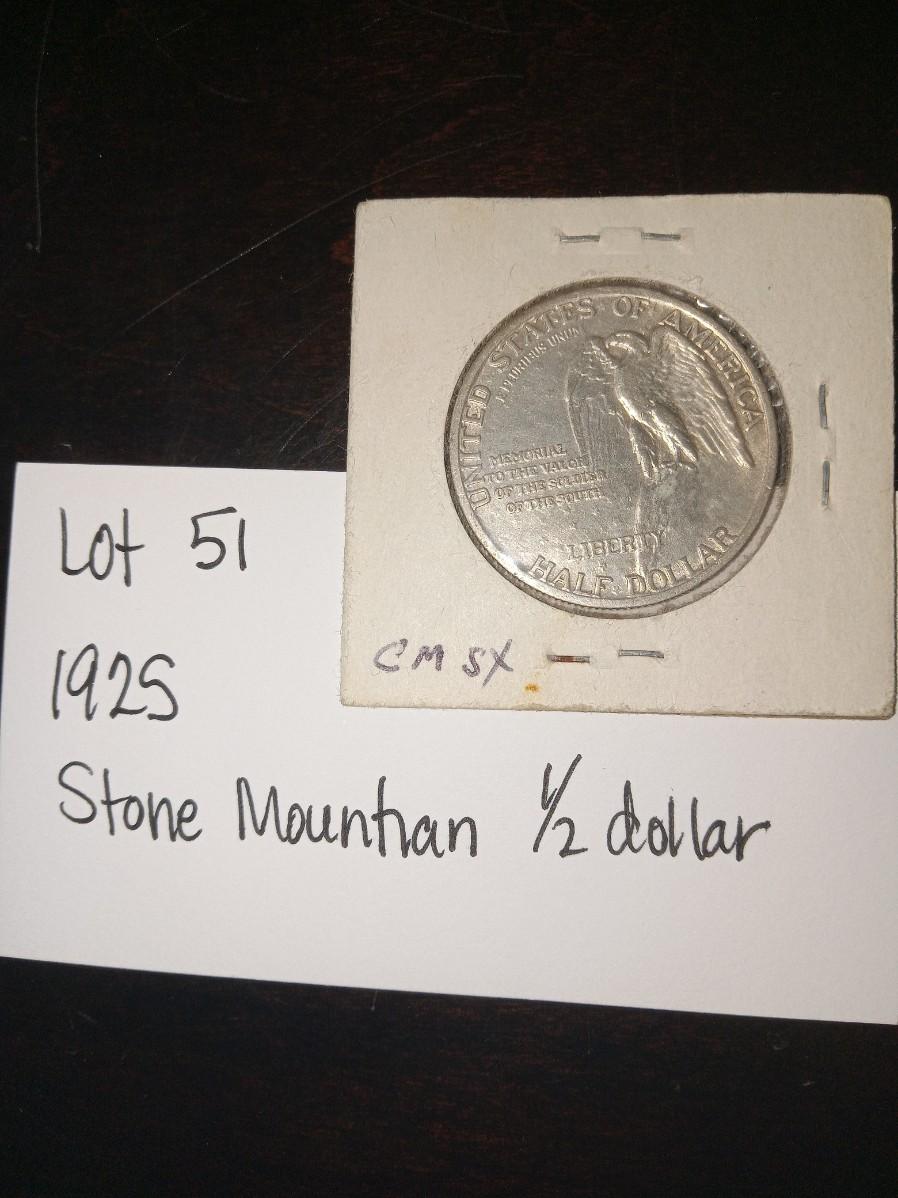 UNITED STATES OF AMERICA
E PLURIBUS UNUM
MEMORIAL
TO THE VALOR
OF THE SOLDIER
OF THE SOUTH
LIBERTY
HALF DOLLAR
CM SX
Lot 51
1925
Stone Mountian 1/2 dollar